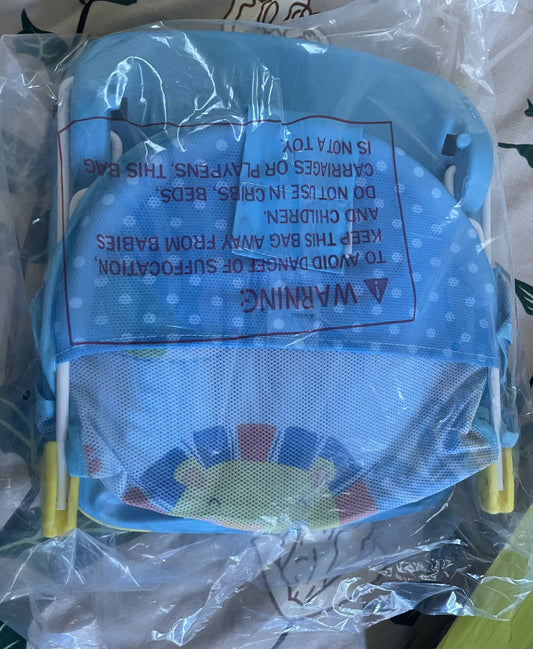 WARNING:
TO AVOID DANGER OF SUFFOCATION,
KEEP THIS BAG AWAY FROM BABIES
AND CHILDREN.
DO NOT USE IN CRIBS, BEDS,
CARRIAGES OR PLAYPENS, THIS BAG
IS NOT A TOY.